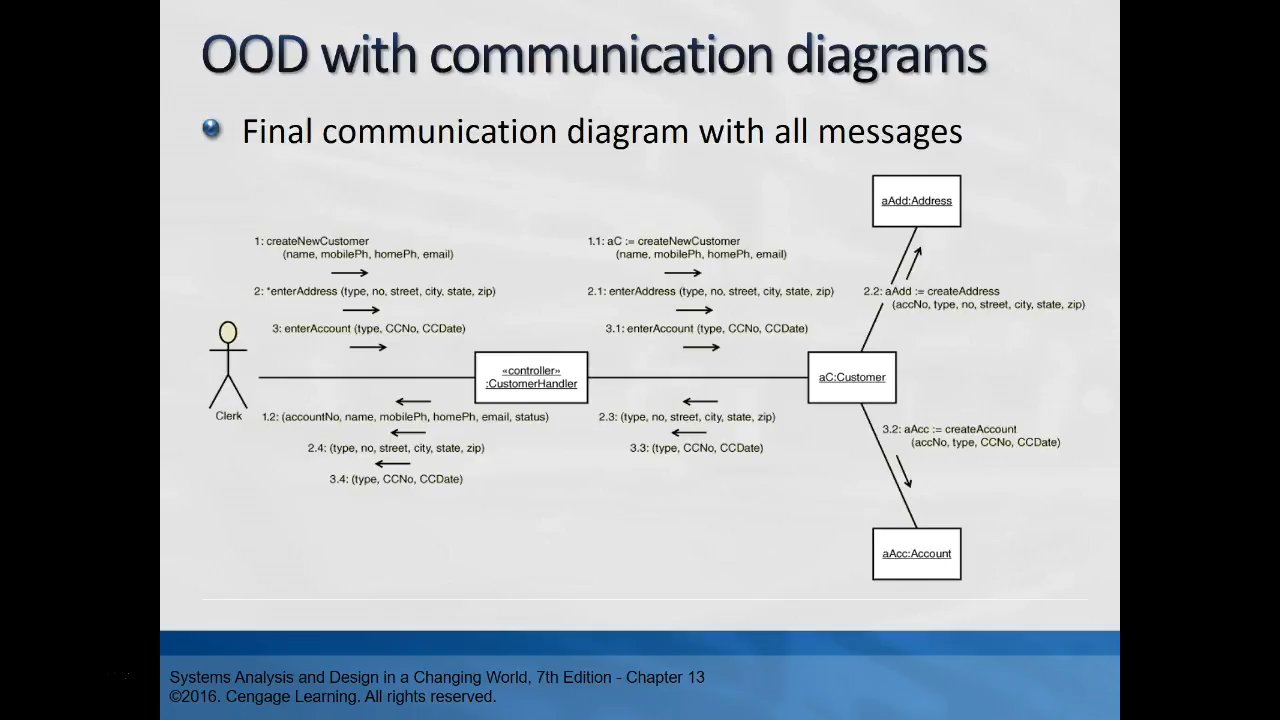 OOD with communication diagrams
Final communication diagram with all messages
aAdd:Address
1: createNewCustomer
(name, mobilePh, homePh, email)
1.1: aC := createNewCustomer
(name, mobilePh, homePh, email)
2: *enterAddress (type, no, street, city, state, zip)
2.1: enterAddress (type, no, street, city, state, zip)
2.2: aAdd := createAddress
(accNo, type, no, street, city, state, zip)
3: enterAccount (type, CCNo, CCDate)
3.1: enterAccount (type, CCNo, CCDate)
«controller»
:CustomerHandler
aC:Customer
Clerk
1.2: (accountNo, name, mobilePh, homePh, email, status)
2.3: (type, no, street, city, state, zip)
3.2: aAcc := createAccount
(accNo, type, CCNo, CCDate)
2.4: (type, no, street, city, state, zip)
3.3: (type, CCNo, CCDate)
3.4: (type, CCNo, CCDate)
aAcc:Account
Systems Analysis and Design in a Changing World, 7th Edition - Chapter 13
©2016. Cengage Learning. All rights reserved.